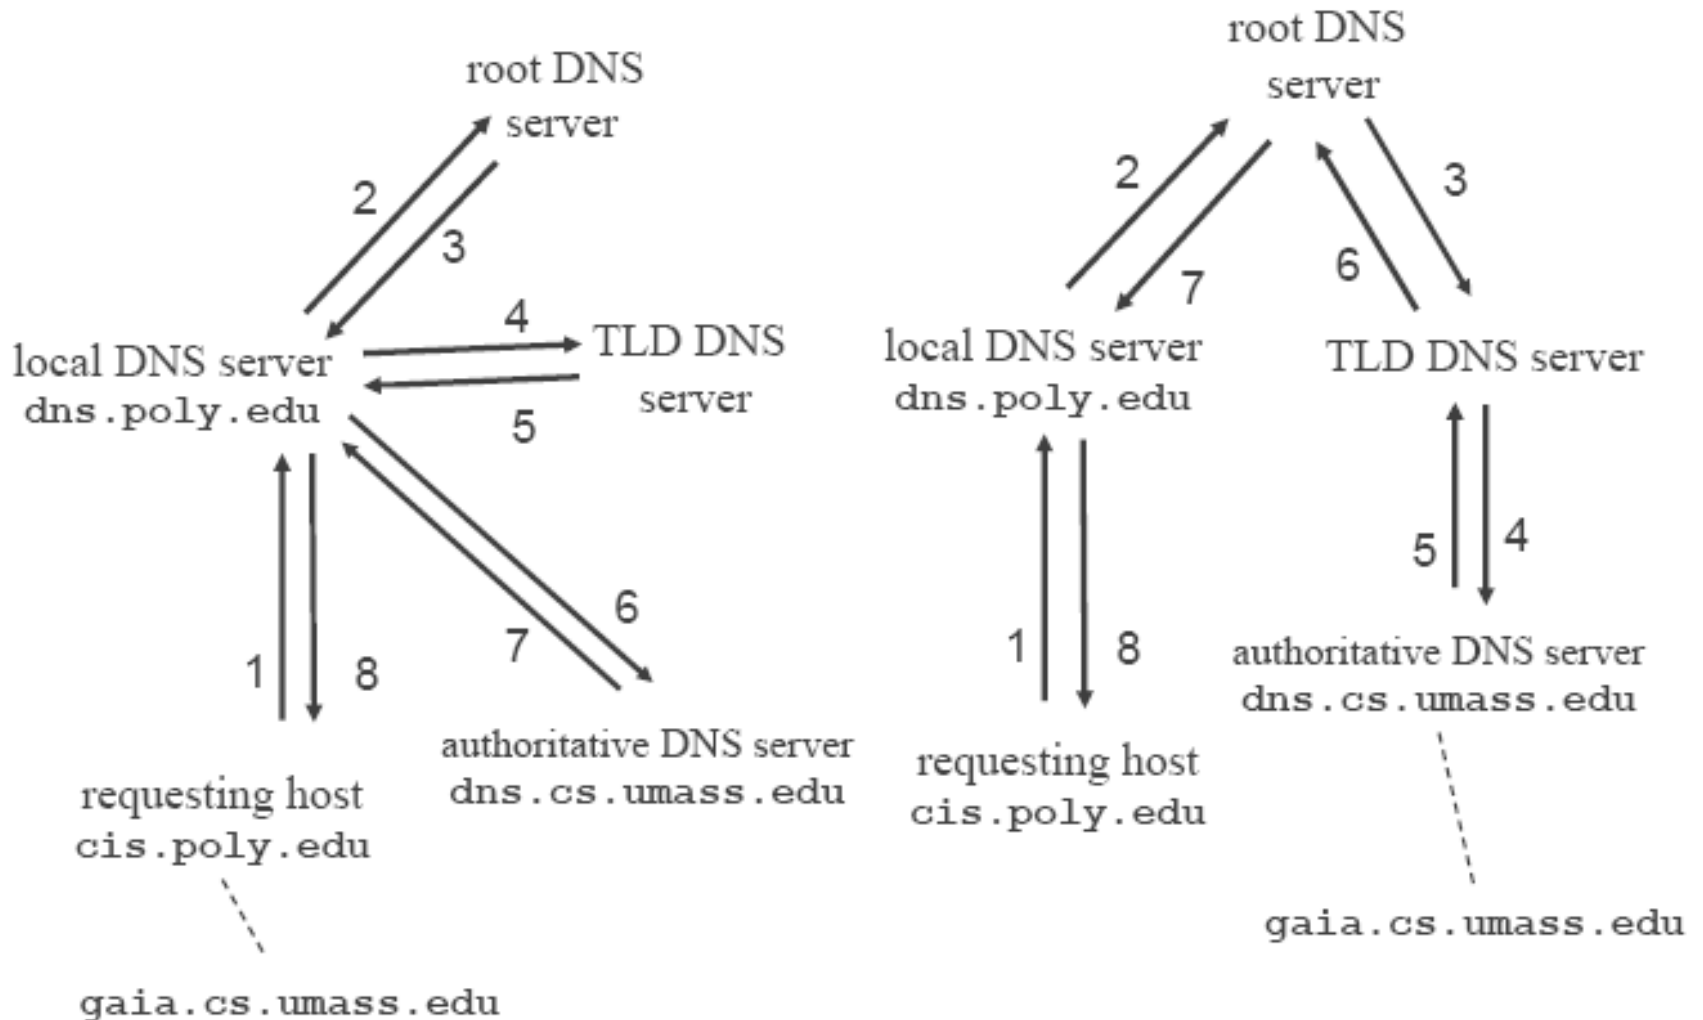 root DNS
server
2
3
4
TLD DNS
server
5
local DNS server
dns.poly.edu
6
7
1
8
authoritative DNS server
dns.cs.umass.edu
requesting host
cis.poly.edu
gaia.cs.umass.edu
root DNS
server
2
3
7
6
local DNS server
dns.poly.edu
TLD DNS server
5
4
1
8
authoritative DNS server
dns.cs.umass.edu
requesting host
cis.poly.edu
gaia.cs.umass.edu